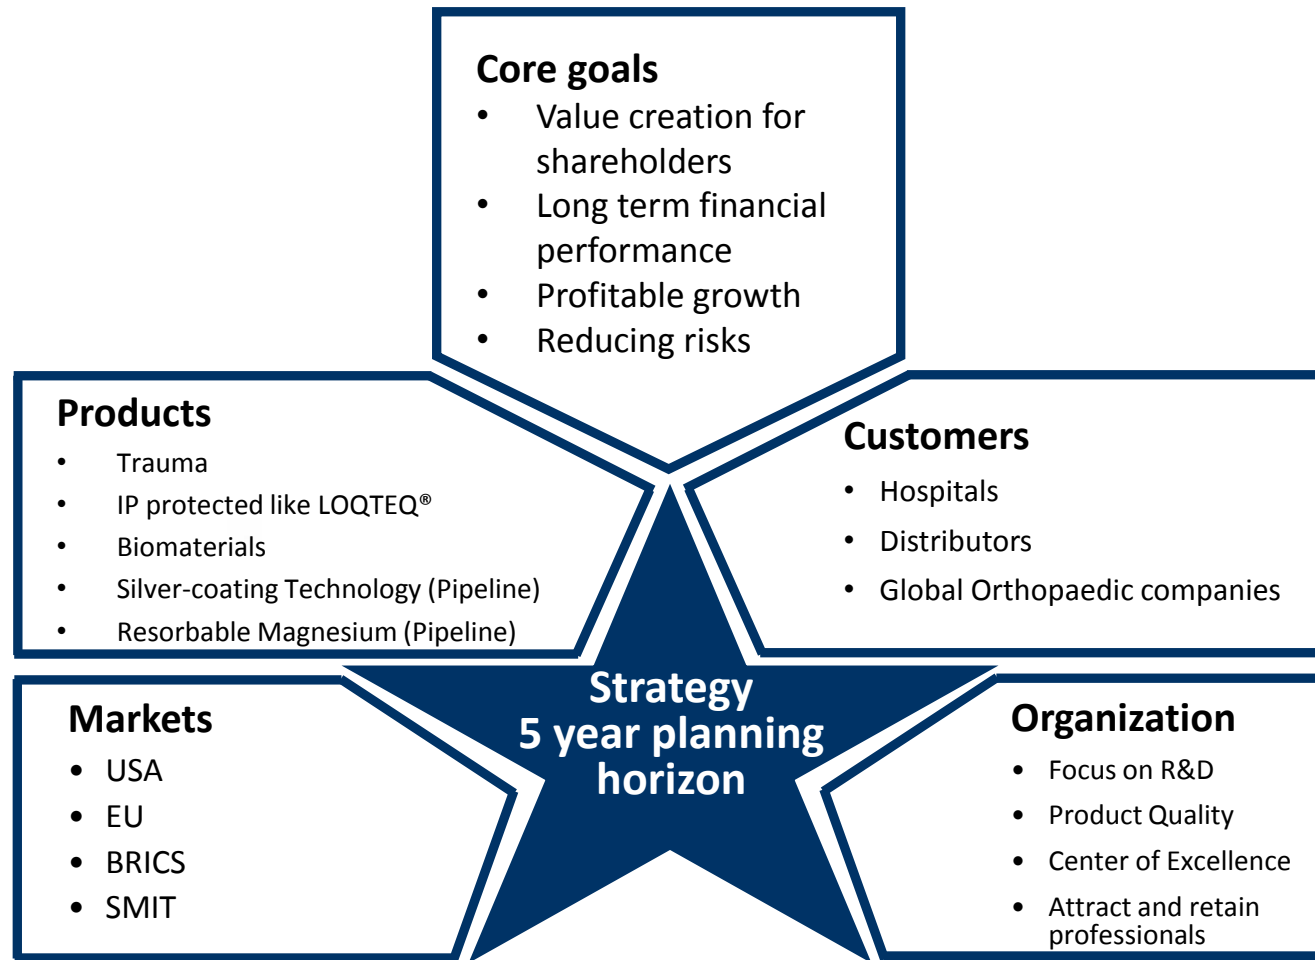 Core goals
• Value creation for
shareholders
• Long term financial
performance
• Profitable growth
• Reducing risks
Products
• Trauma
• IP protected like LOQTEQ®
• Biomaterials
• Silver-coating Technology (Pipeline)
• Resorbable Magnesium (Pipeline)
Customers
• Hospitals
• Distributors
• Global Orthopaedic companies
Strategy
5 year planning
horizon
Markets
• USA
• EU
• BRICS
• SMIT
Organization
• Focus on R&D
• Product Quality
• Center of Excellence
• Attract and retain
professionals